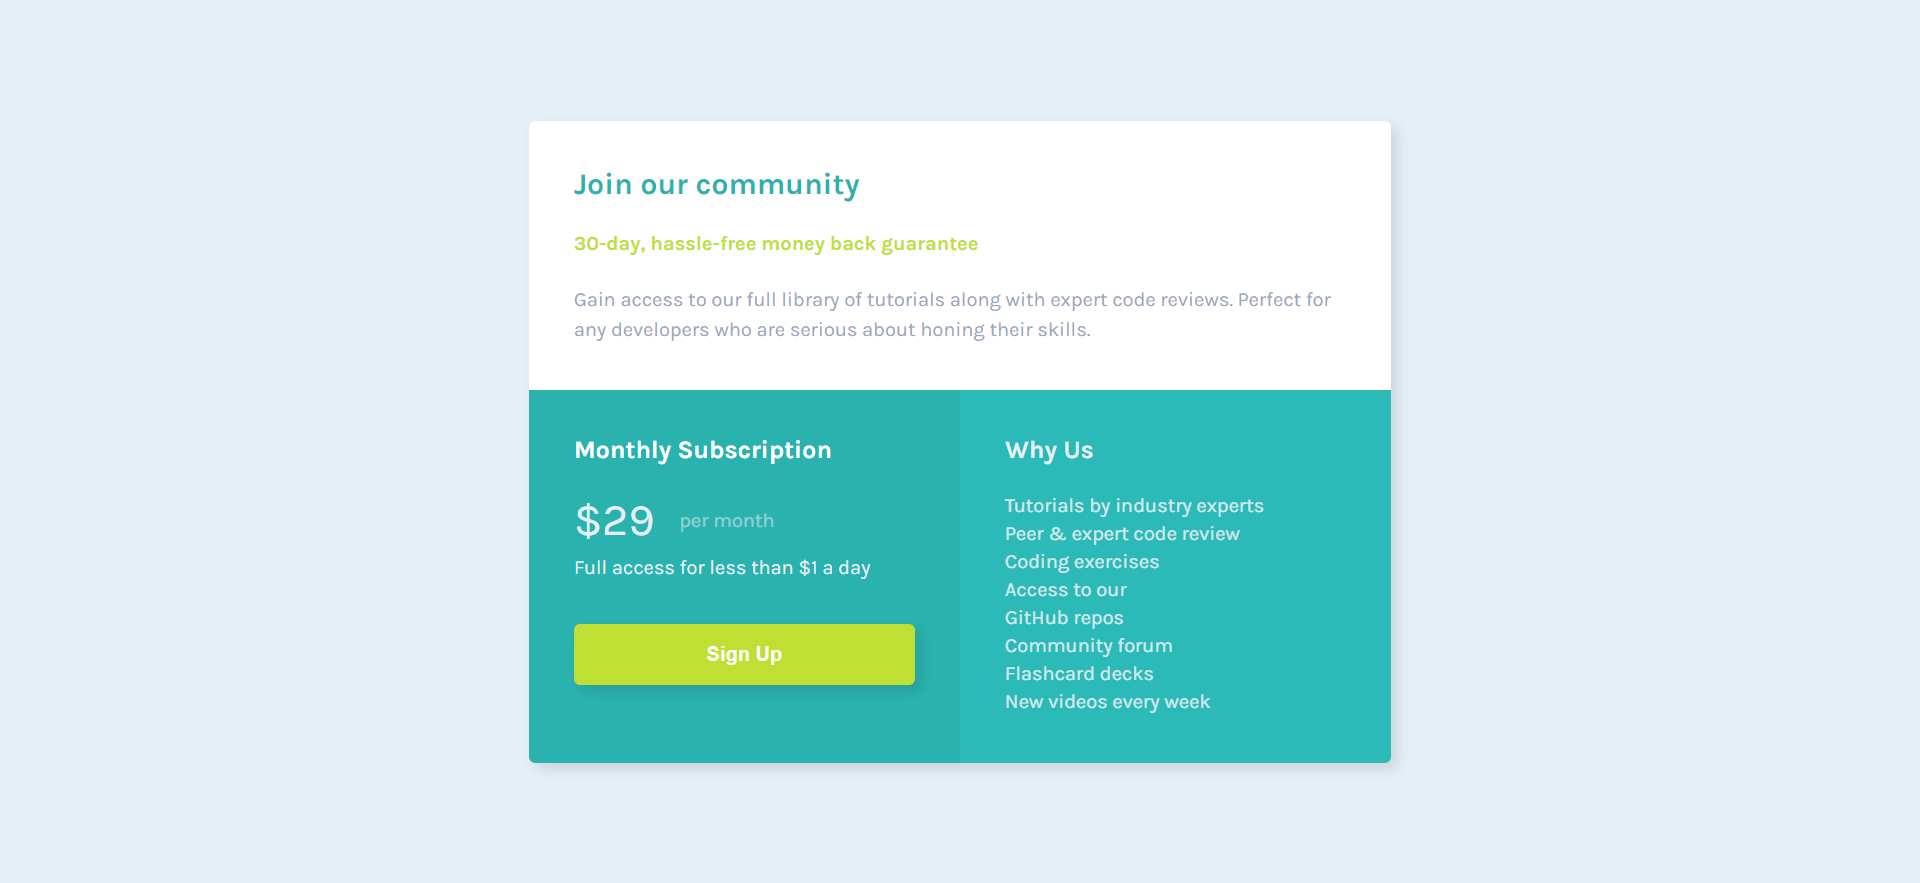 Join our community
30-day, hassle-free money back guarantee
Gain access to our full library of tutorials along with expert code reviews. Perfect for
any developers who are serious about honing their skills.
Monthly Subscription
$29 per month
Full access for less than $1 a day
Sign Up
Why Us
Tutorials by industry experts
Peer & expert code review
Coding exercises
Access to our
GitHub repos
Community forum
Flashcard decks
New videos every week